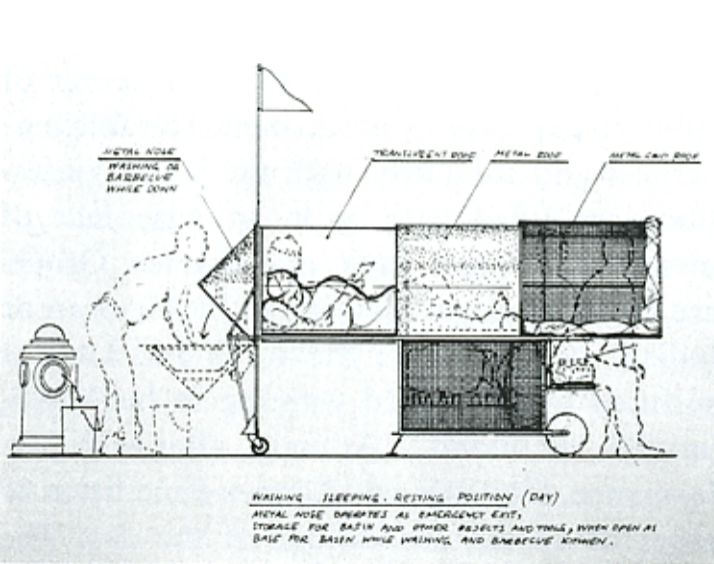 METAL NOSE
WASHING OR
BARBECUE
WHILE DOWN
TRANSLUCENT ROOF
METAL ROOF
METAL GRID ROOF
WASHING SLEEPING. RESTING POSITION (DAY)
METAL NOSE OPERATES AS EMERGENCY EXIT,
STORAGE FOR BASIN AND OTHER OBJECTS AND TOOLS, WHEN OPEN AS
BASE FOR BASEN WHILE WASHING AND BARBECUE KITCHEN.